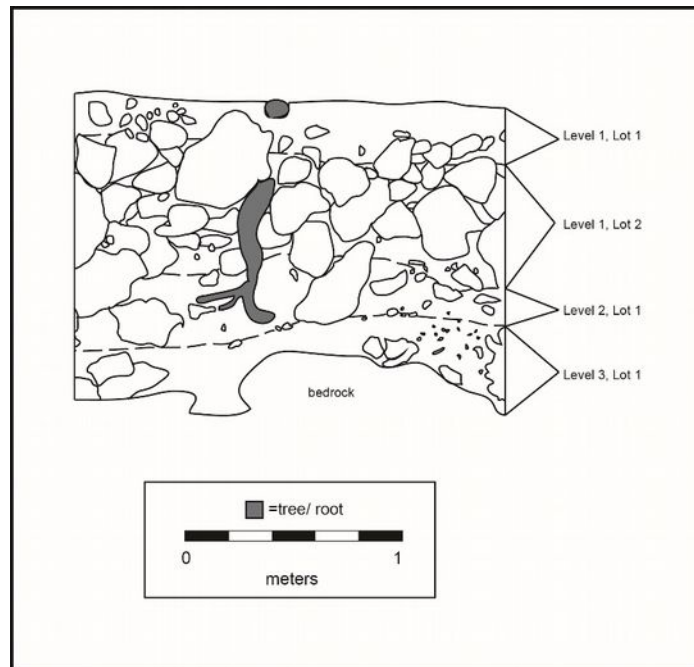 Level 1, Lot 1
Level 1, Lot 2
Level 2, Lot 1
Level 3, Lot 1
bedrock
=tree/ root
0 1
meters